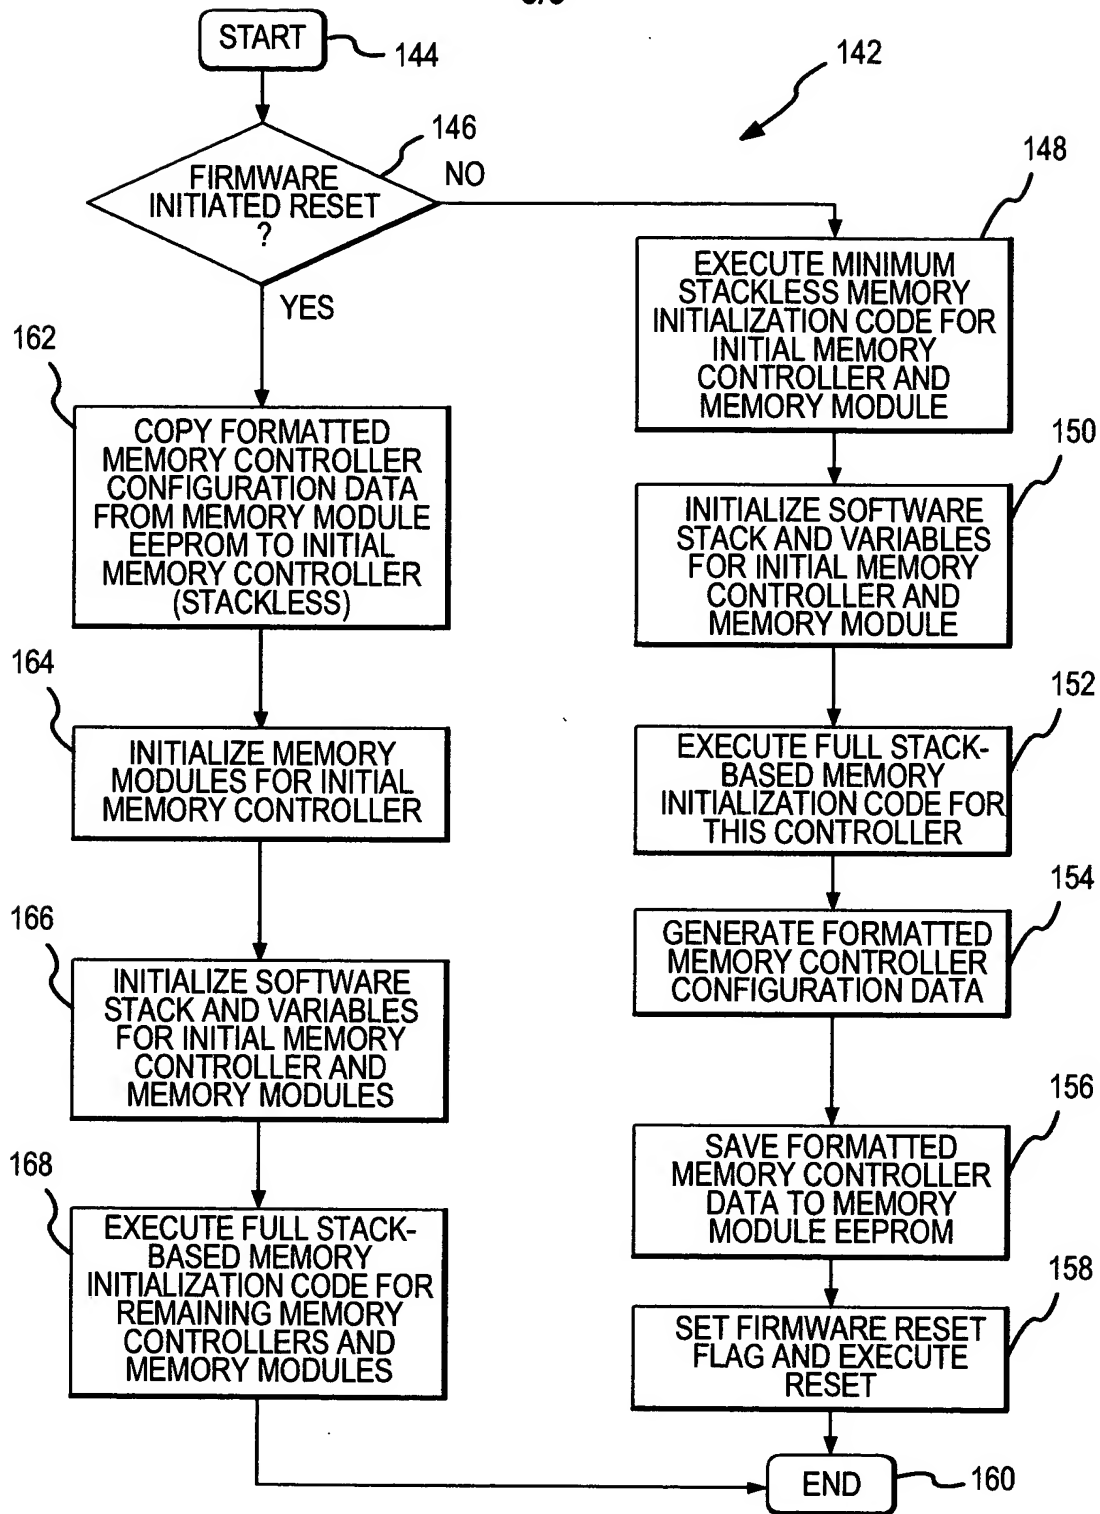 START
144
142
146
FIRMWARE
INITIATED RESET
?
NO
YES
148
EXECUTE MINIMUM
STACKLESS MEMORY
INITIALIZATION CODE FOR
INITIAL MEMORY
CONTROLLER AND
MEMORY MODULE
162
COPY FORMATTED
MEMORY CONTROLLER
CONFIGURATION DATA
FROM MEMORY MODULE
EEPROM TO INITIAL
MEMORY CONTROLLER
(STACKLESS)
150
INITIALIZE SOFTWARE
STACK AND VARIABLES
FOR INITIAL MEMORY
CONTROLLER AND
MEMORY MODULE
164
INITIALIZE MEMORY
MODULES FOR INITIAL
MEMORY CONTROLLER
152
EXECUTE FULL STACK-
BASED MEMORY
INITIALIZATION CODE FOR
THIS CONTROLLER
154
GENERATE FORMATTED
MEMORY CONTROLLER
CONFIGURATION DATA
166
INITIALIZE SOFTWARE
STACK AND VARIABLES
FOR INITIAL MEMORY
CONTROLLER AND
MEMORY MODULES
156
SAVE FORMATTED
MEMORY CONTROLLER
DATA TO MEMORY
MODULE EEPROM
168
EXECUTE FULL STACK-
BASED MEMORY
INITIALIZATION CODE FOR
REMAINING MEMORY
CONTROLLERS AND
MEMORY MODULES
158
SET FIRMWARE RESET
FLAG AND EXECUTE
RESET
END
160